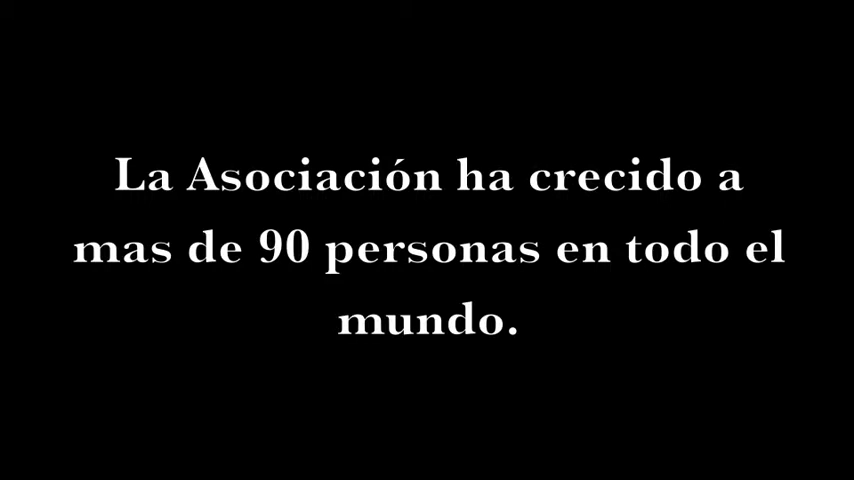 La Asociación ha crecido a
mas de 90 personas en todo el
mundo.